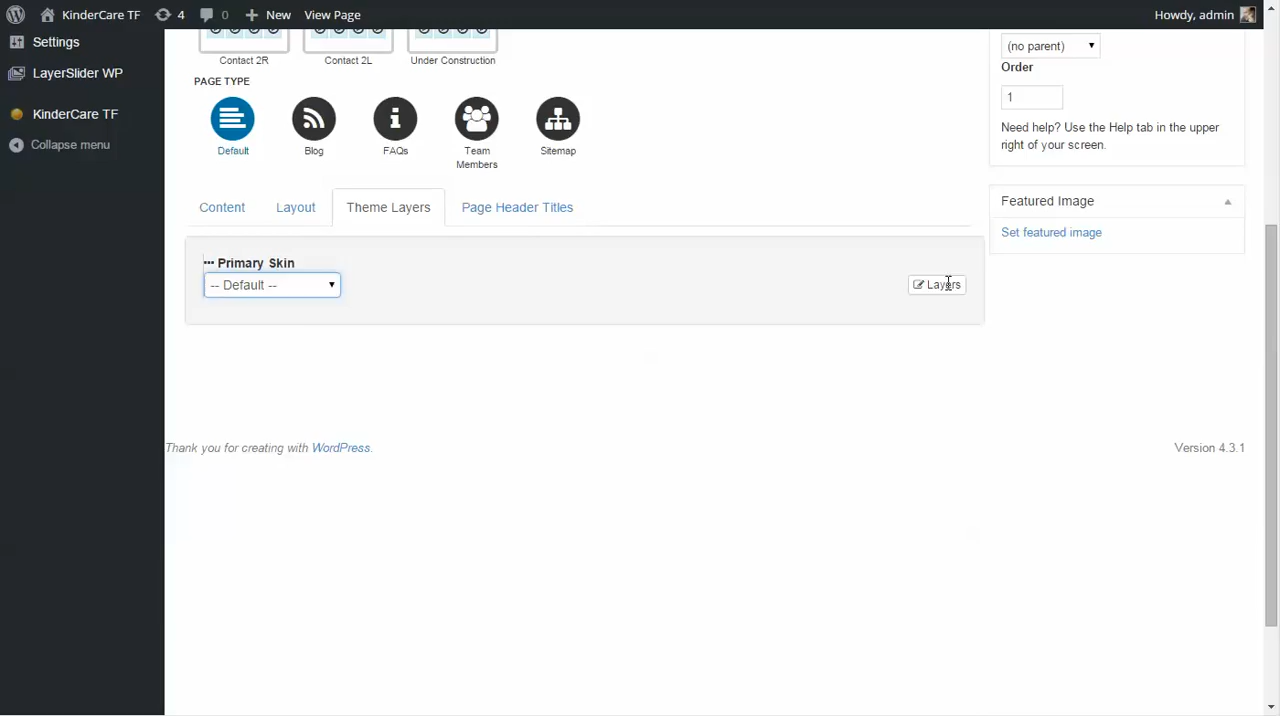 KinderCare TF
4
0
New
View Page
Howdy, admin
Settings
LayerSlider WP
KinderCare TF
Collapse menu
Contact 2R
Contact 2L
Under Construction
PAGE TYPE
Default
Blog
FAQs
Team
Members
Sitemap
Content
Layout
Theme Layers
Page Header Titles
Primary Skin
-- Default --
Layers
(no parent)
Order
1
Need help? Use the Help tab in the upper
right of your screen.
Featured Image
Set featured image
Thank you for creating with WordPress.
Version 4.3.1